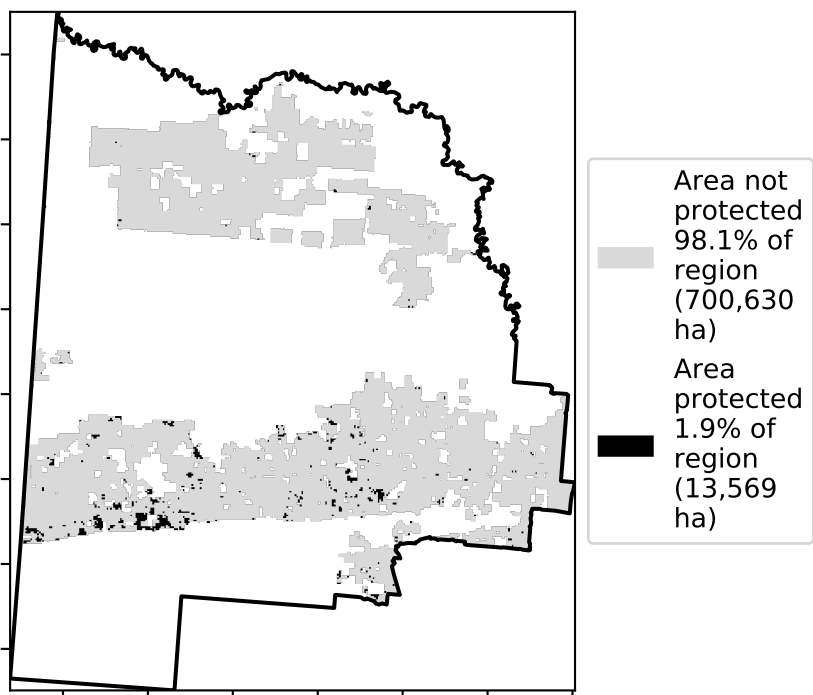 Area not
protected
98.1% of
region
(700,630
ha)
Area
protected
1.9% of
region
(13,569
ha)